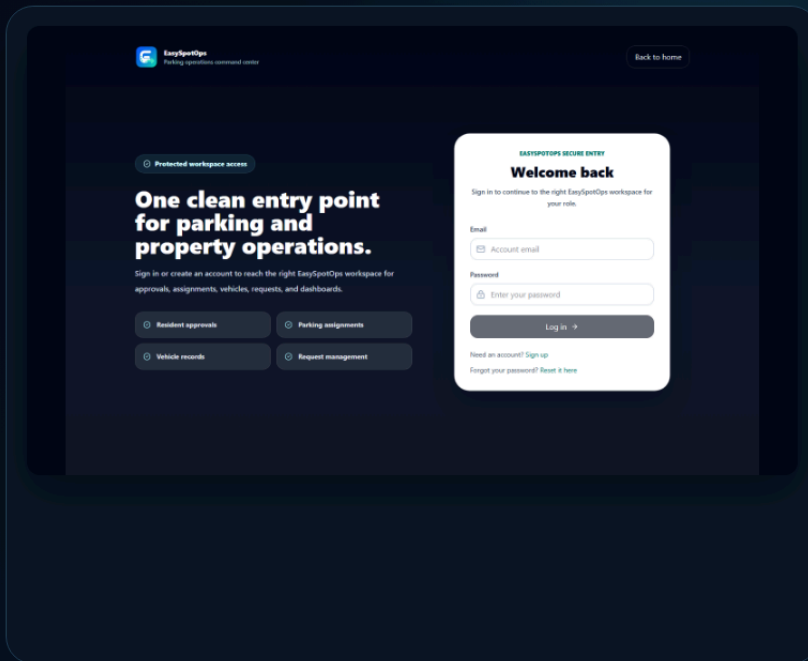 EasySpotOps
Parking operations command center
Back to home
Protected workspace access
One clean entry point
for parking and
property operations.
Sign in or create an account to reach the right EasySpotOps workspace for
approvals, assignments, vehicles, requests, and dashboards.
Resident approvals
Parking assignments
Vehicle records
Request management
EASYSPOTOPS SECURE ENTRY
Welcome back
Sign in to continue to the right EasySpotOps workspace for
your role.
Email
Account email
Password
Enter your password
Log in →
Need an account? Sign up
Forgot your password? Reset it here